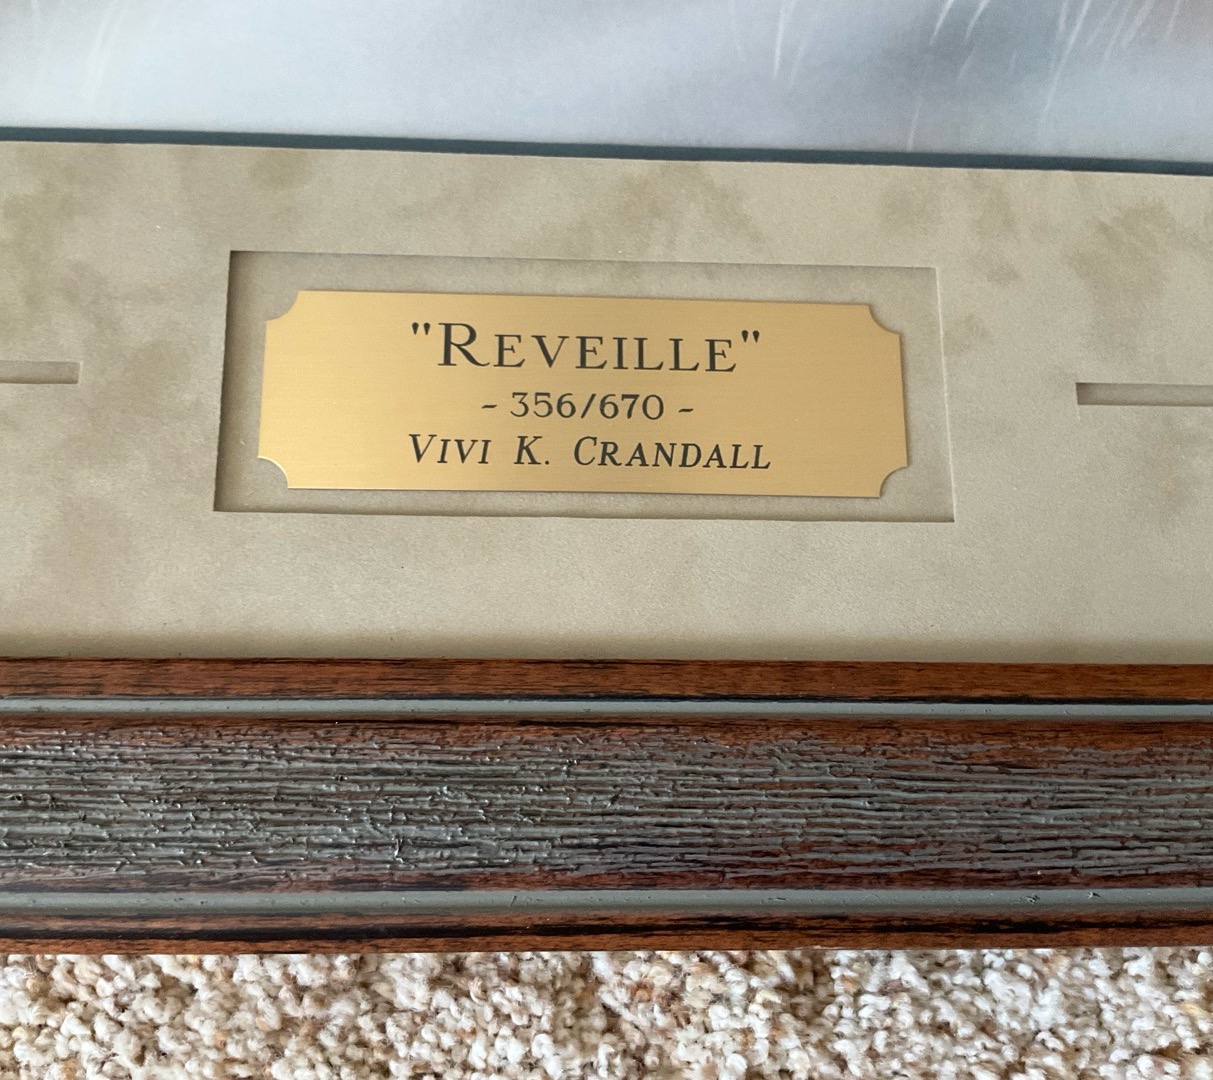 "REVEILLE"
- 356/670 -
VIVI K. CRANDALL